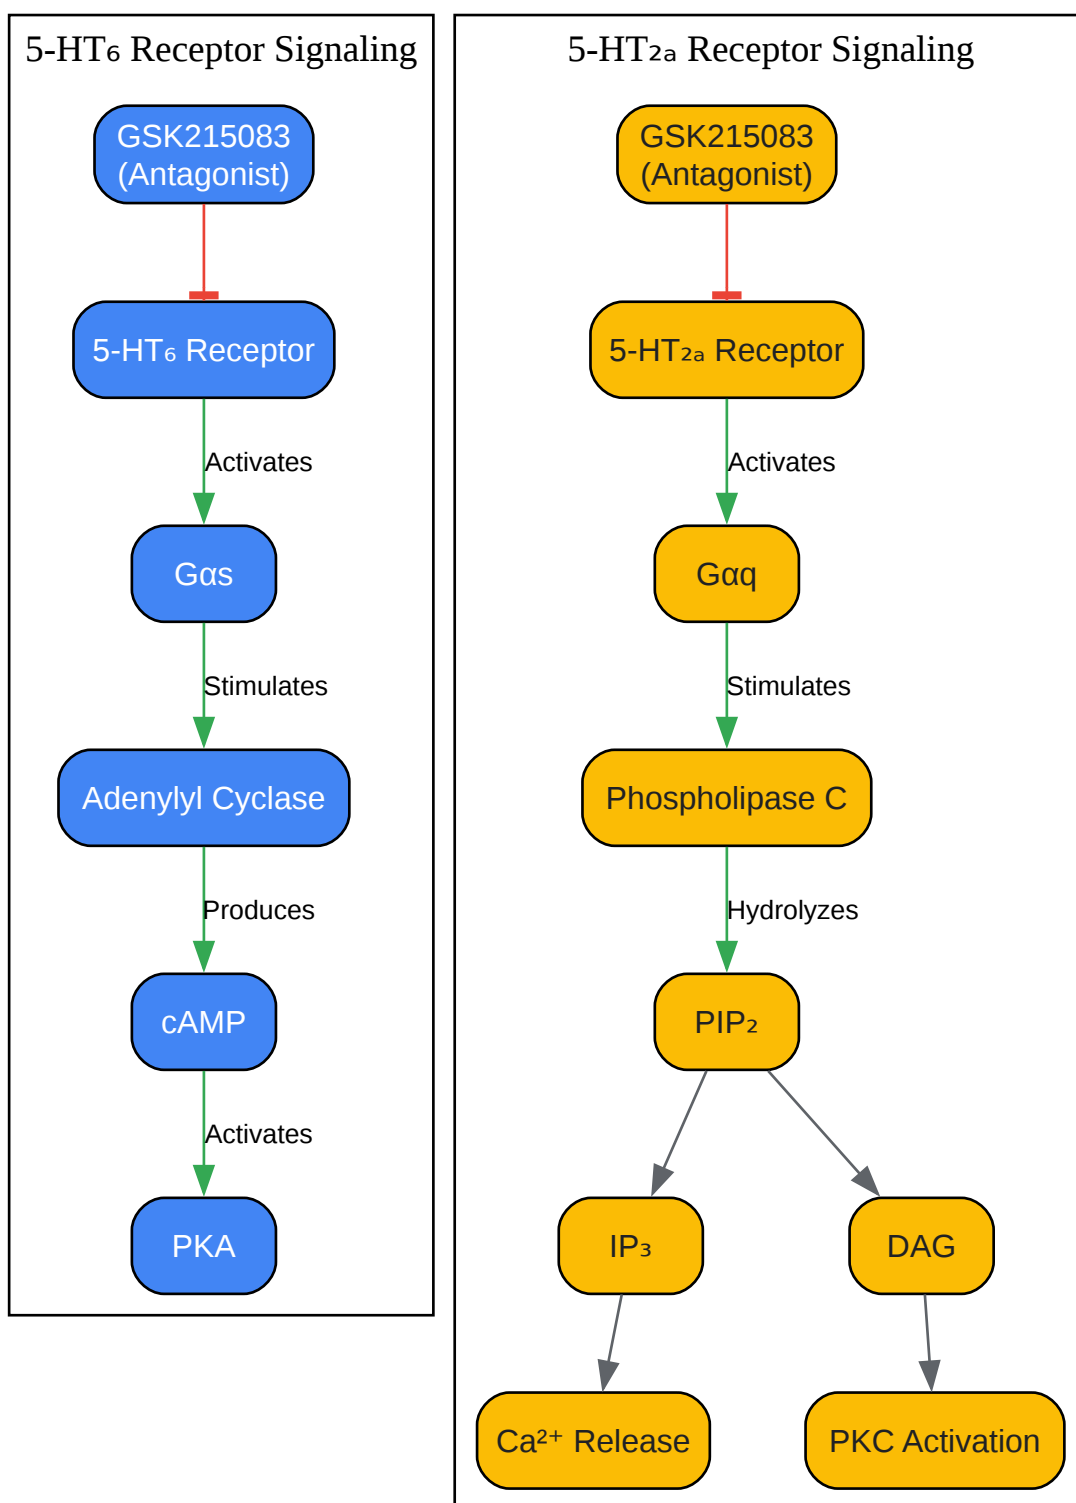 5-HT₆ Receptor Signaling
GSK215083
(Antagonist)
5-HT₆ Receptor
Activates
Gαs
Stimulates
Adenylyl Cyclase
Produces
cAMP
Activates
PKA
5-HT₂ₐ Receptor Signaling
GSK215083
(Antagonist)
5-HT₂ₐ Receptor
Activates
Gαq
Stimulates
Phospholipase C
Hydrolyzes
PIP₂
IP₃
DAG
Ca²⁺ Release
PKC Activation